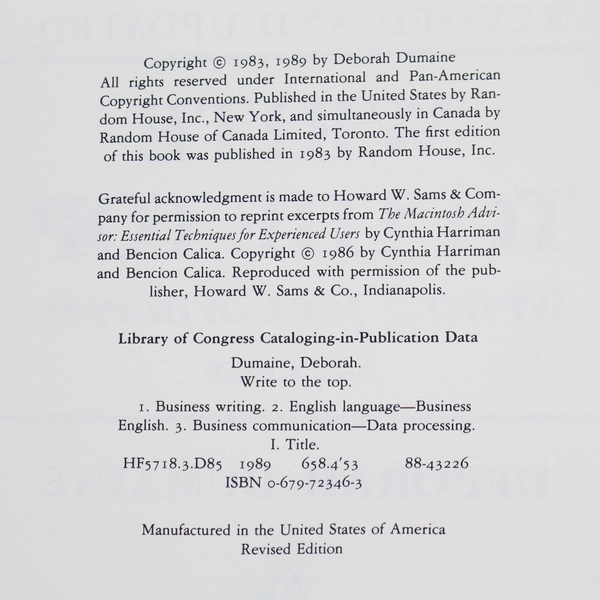 Copyright © 1983, 1989 by Deborah Dumaine
All rights reserved under International and Pan-American
Copyright Conventions. Published in the United States by Ran-
dom House, Inc., New York, and simultaneously in Canada by
Random House of Canada Limited, Toronto. The first edition
of this book was published in 1983 by Random House, Inc.
Grateful acknowledgment is made to Howard W. Sams & Com-
pany for permission to reprint excerpts from The Macintosh Advi-
sor: Essential Techniques for Experienced Users by Cynthia Harriman
and Bencion Calica. Copyright © 1986 by Cynthia Harriman
and Bencion Calica. Reproduced with permission of the pub-
lisher, Howard W. Sams & Co., Indianapolis.
Library of Congress Cataloging-in-Publication Data
Dumaine, Deborah.
Write to the top.
1. Business writing. 2. English language—Business
English. 3. Business communication—Data processing.
I. Title.
HF5718.3.D85 1989 658.4'53 88-43226
ISBN 0-679-72346-3
Manufactured in the United States of America
Revised Edition